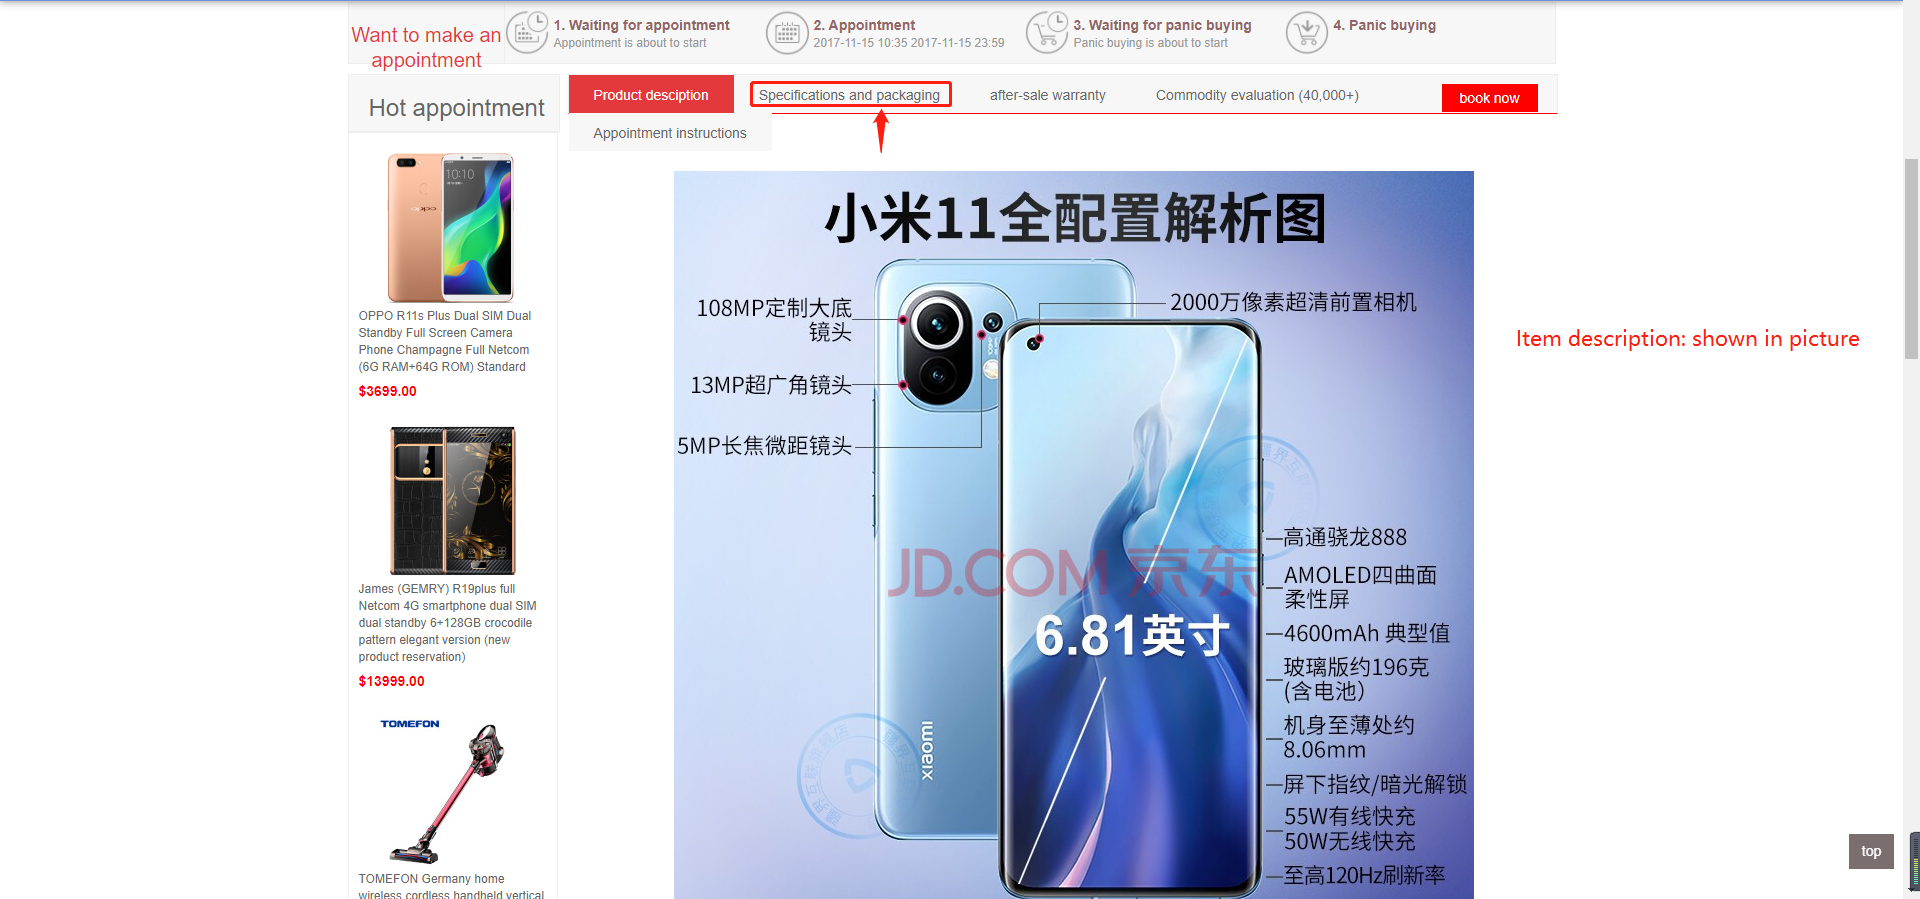 Want to make an
appointment
1. Waiting for appointment
Appointment is about to start
2. Appointment
2017-11-15 10:35 2017-11-15 23:59
3. Waiting for panic buying
Panic buying is about to start
4. Panic buying
Hot appointment
Product desciption
Specifications and packaging
after-sale warranty
Commodity evaluation (40,000+)
book now
Appointment instructions
10:10
oppo
OPPO R11s Plus Dual SIM Dual
Standby Full Screen Camera
Phone Champagne Full Netcom
(6G RAM+64G ROM) Standard
$3699.00
James (GEMRY) R19plus full
Netcom 4G smartphone dual SIM
dual standby 6+128GB crocodile
pattern elegant version (new
product reservation)
$13999.00
TOMEFON
TOMEFON Germany home
wireless cordless handheld vertical
小米11全配置解析图
108MP定制大底
镜头
13MP超广角镜头
5MP长焦微距镜头
2000万像素超清前置相机
JD.COM 京东
6.81英寸
xiaomi
高通骁龙888
AMOLED四曲面
柔性屏
4600mAh 典型值
玻璃版约196克
(含电池)
机身至薄处约
8.06mm
屏下指纹/暗光解锁
55W有线快充
50W无线快充
至高120Hz刷新率
Item description: shown in picture
top